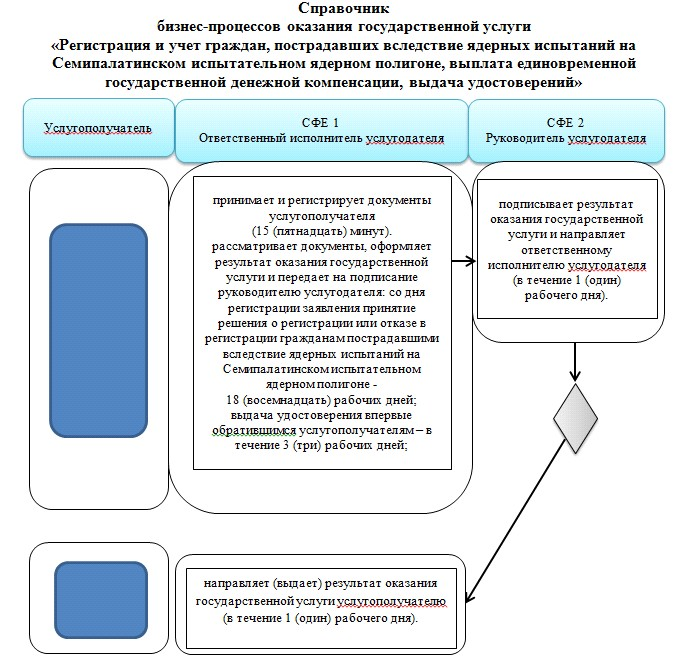 Справочник
бизнес-процессов оказания государственной услуги
«Регистрация и учет граждан, пострадавших вследствие ядерных испытаний на
Семипалатинском испытательном ядерном полигоне, выплата единовременной
государственной денежной компенсации, выдача удостоверений»
Услугополучатель
СФЕ 1
Ответственный исполнитель услугодателя
СФЕ 2
Руководитель услугодателя
принимает и регистрирует документы
услугополучателя
(15 (пятнадцать) минут).
рассматривает документы, оформляет
результат оказания государственной
услуги и передает на подписание
руководителю услугодателя: со дня
регистрации заявления принятие
решения о регистрации или отказе в
регистрации гражданам пострадавшими
вследствие ядерных испытаний на
Семипалатинском испытательном
ядерном полигоне -
18 (восемнадцать) рабочих дней;
выдача удостоверения впервые
обратившимся услугополучателям – в
течение 3 (три) рабочих дней;
подписывает результат
оказания государственной
услуги и направляет
ответственному
исполнителю услугодателя
(в течение 1 (один)
рабочего дня).
направляет (выдает) результат оказания
государственной услуги услугополучателю
(в течение 1 (один) рабочего дня).